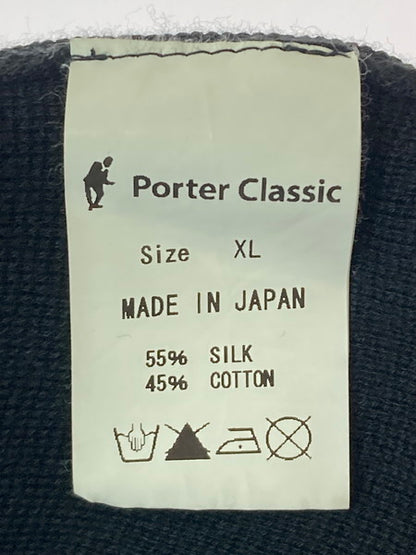 Porter Classic
Size XL
MADE IN JAPAN
55% SILK
45% COTTON